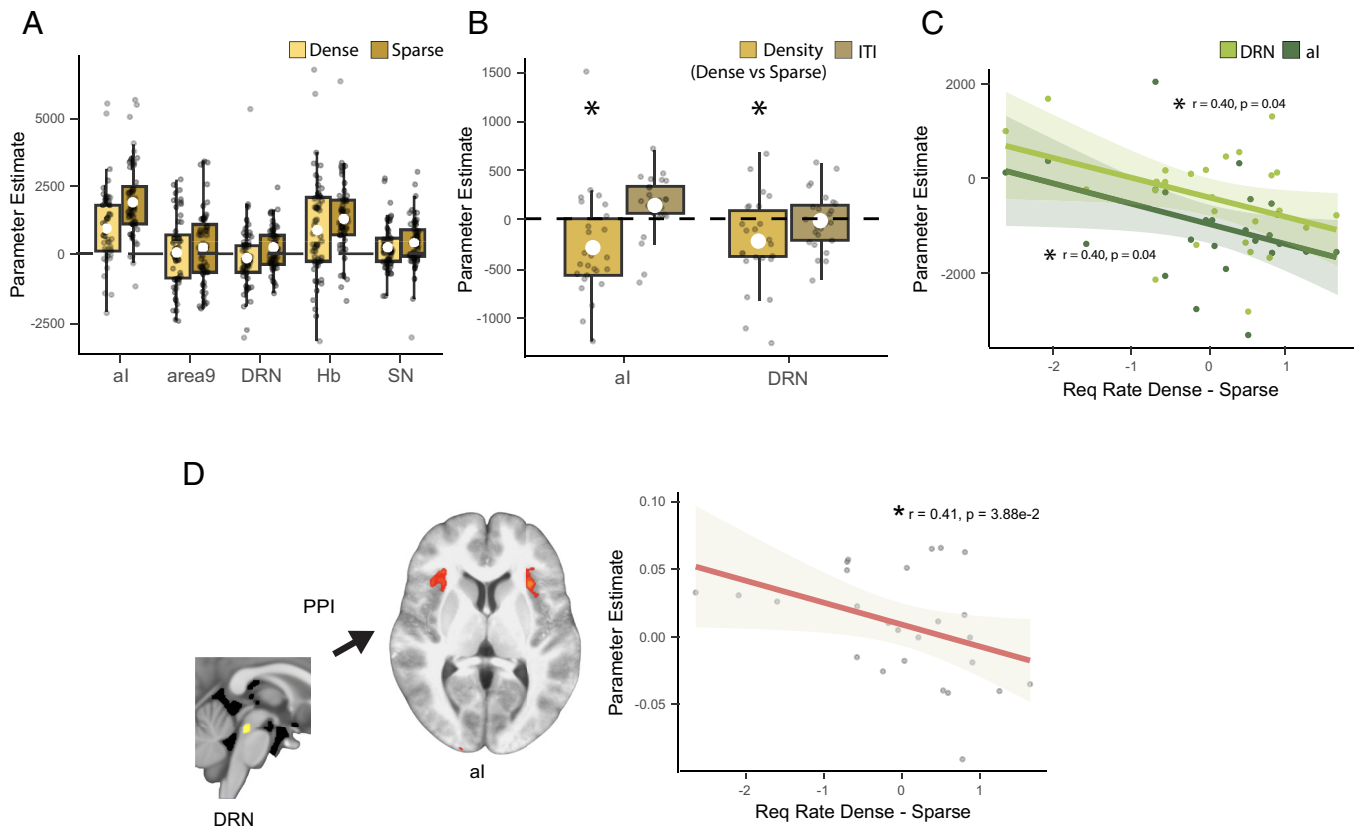 A
Dense Sparse
Parameter Estimate
5000
2500
0
-2500
aI area9 DRN Hb SN
B
Density ITI
(Dense vs Sparse)
Parameter Estimate
1500
1000
500
0
-500
-1000
* *
aI DRN
C
DRN aI
Parameter Estimate
2000
0
-2000
* r = 0.40, p = 0.04
* r = 0.40, p = 0.04
-2 -1 0 1
Req Rate Dense - Sparse
D
PPI
DRN
aI
Parameter Estimate
0.10
0.05
0.00
-0.05
* r = 0.41, p = 3.88e-2
-2 -1 0 1
Req Rate Dense - Sparse